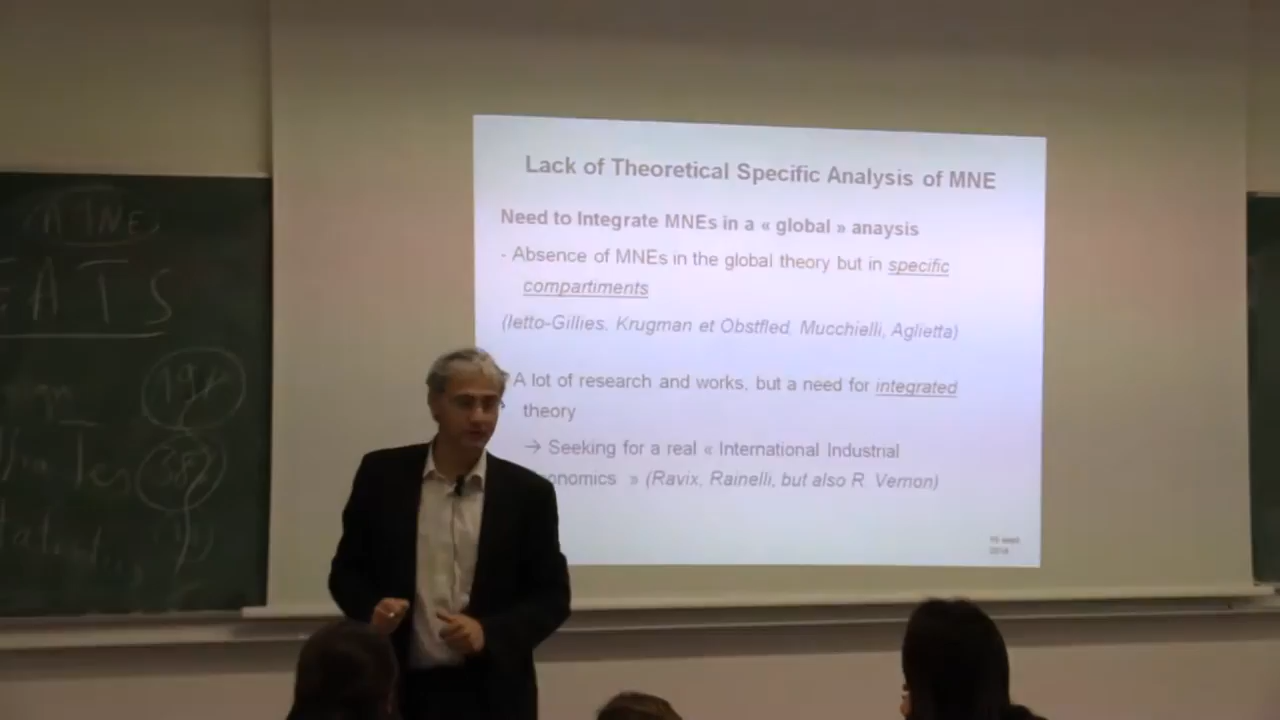 MNE
EATS
Lack of Theoretical Specific Analysis of MNE
Need to Integrate MNEs in a « global » anaysis
- Absence of MNEs in the global theory but in specific
compartiments
(Ietto-Gillies, Krugman et Obstfled, Mucchielli, Aglietta)
A lot of research and works, but a need for integrated
theory
→ Seeking for a real « International Industrial
onomics » (Ravix, Rainelli, but also R. Vernon)